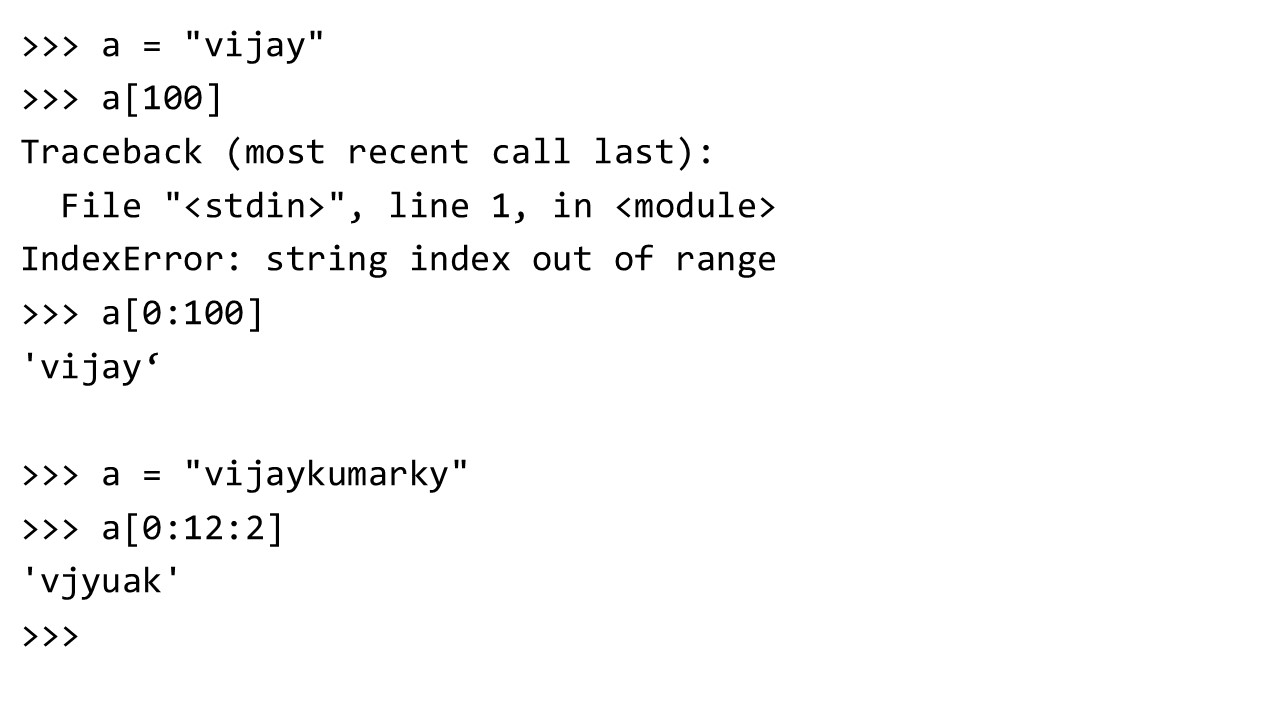 >>> a = "vijay"
>>> a[100]
Traceback (most recent call last):
  File "<stdin>", line 1, in <module>
IndexError: string index out of range
>>> a[0:100]
'vijay‘
>>> a = "vijaykumarky"
>>> a[0:12:2]
'vjyuak'
>>>